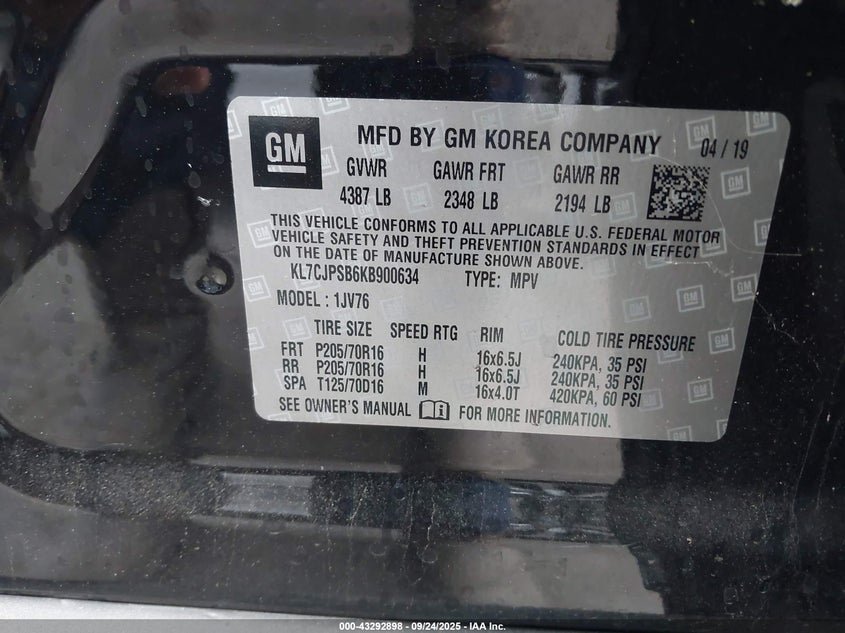 GM MFD BY GM KOREA COMPANY 04 / 19
GVWR GAWR FRT GAWR RR
4387 LB 2348 LB 2194 LB
THIS VEHICLE CONFORMS TO ALL APPLICABLE U.S. FEDERAL MOTOR
VEHICLE SAFETY AND THEFT PREVENTION STANDARDS IN EFFECT
ON THE DATE OF MANUFACTURE SHOWN ABOVE.
KL7CJPSB6KB900634 TYPE: MPV
MODEL : 1JV76
TIRE SIZE SPEED RTG RIM COLD TIRE PRESSURE
FRT P205/70R16 H 16x6.5J 240KPA, 35 PSI
RR P205/70R16 H 16x6.5J 240KPA, 35 PSI
SPA T125/70D16 M 16x4.0T 420KPA, 60 PSI
SEE OWNER'S MANUAL FOR MORE INFORMATION.
000-43292898 - 09/24/2025 - IAA Inc.